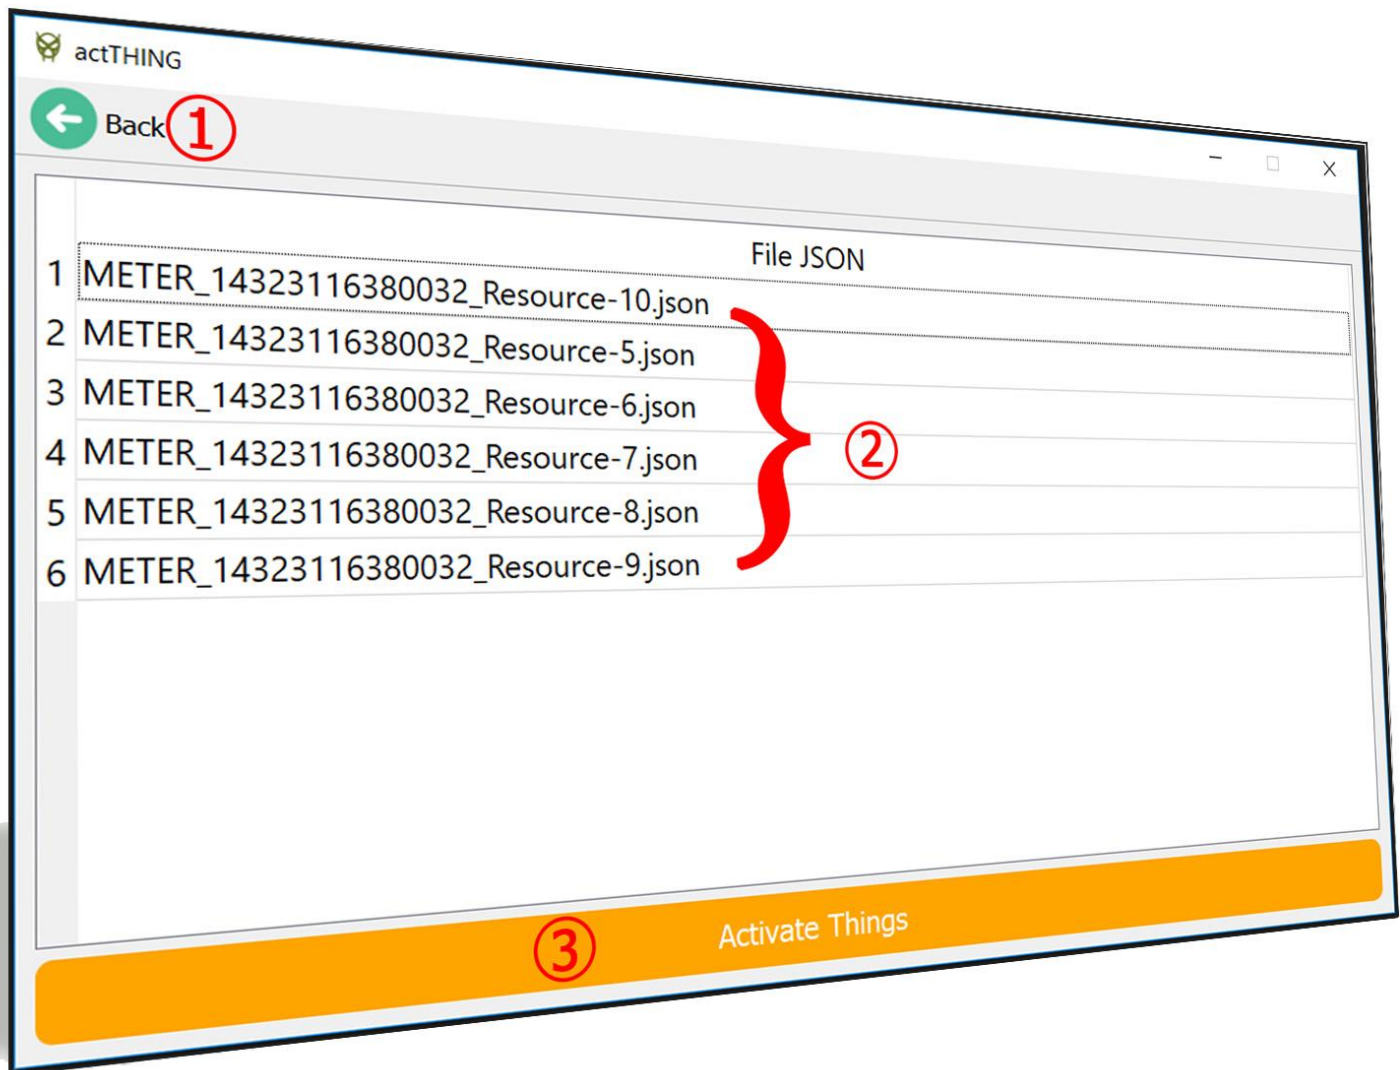 actTHING
Back ①
File JSON
1 METER_14323116380032_Resource-10.json
2 METER_14323116380032_Resource-5.json
3 METER_14323116380032_Resource-6.json
4 METER_14323116380032_Resource-7.json
②
5 METER_14323116380032_Resource-8.json
6 METER_14323116380032_Resource-9.json
③ Activate Things